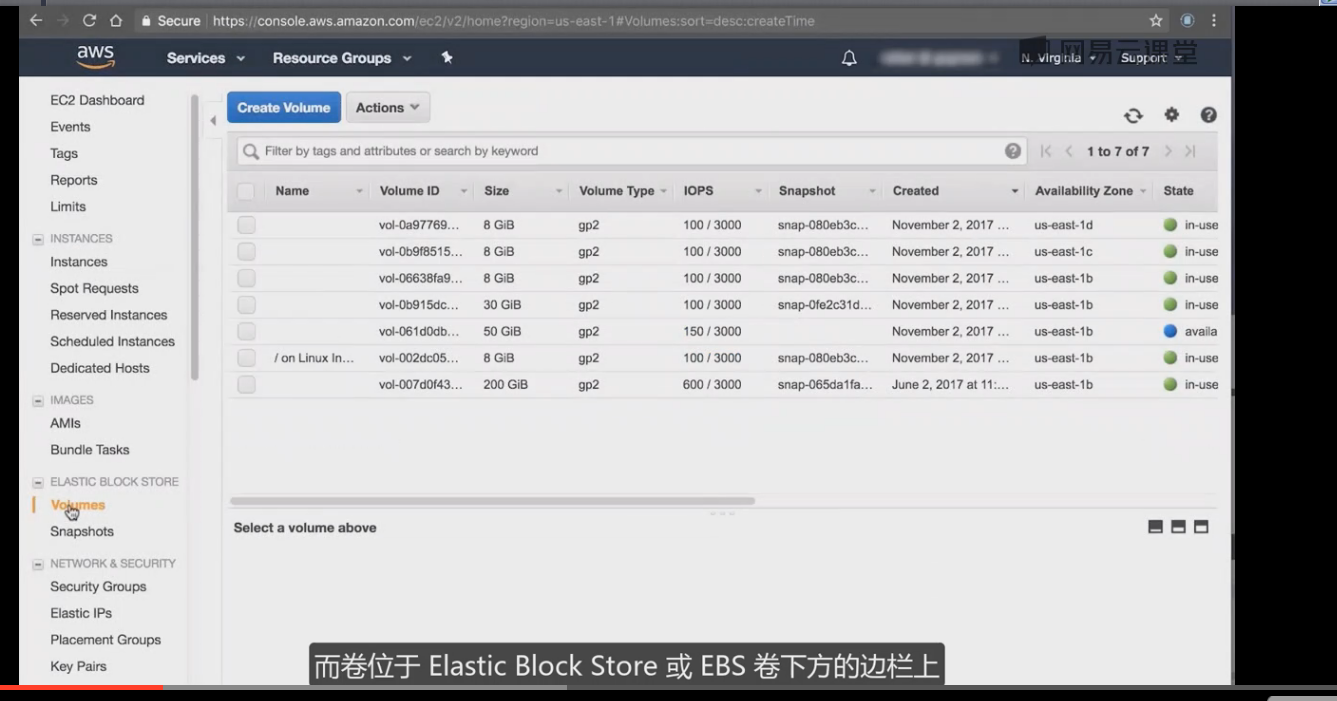 Secure https://console.aws.amazon.com/ec2/v2/home?region=us-east-1#Volumes:sort=desc:createTime
aws Services Resource Groups N. Virginia Support
网易云课堂
EC2 Dashboard
Events
Tags
Reports
Limits
INSTANCES
Instances
Spot Requests
Reserved Instances
Scheduled Instances
Dedicated Hosts
IMAGES
AMIs
Bundle Tasks
ELASTIC BLOCK STORE
Volumes
Snapshots
NETWORK & SECURITY
Security Groups
Elastic IPs
Placement Groups
Key Pairs
Create Volume Actions
Filter by tags and attributes or search by keyword 1 to 7 of 7
Name Volume ID Size Volume Type IOPS Snapshot Created Availability Zone State
vol-0a97769... 8 GiB gp2 100 / 3000 snap-080eb3c... November 2, 2017 ... us-east-1d in-use
vol-0b9f8515... 8 GiB gp2 100 / 3000 snap-080eb3c... November 2, 2017 ... us-east-1c in-use
vol-06638fa9... 8 GiB gp2 100 / 3000 snap-080eb3c... November 2, 2017 ... us-east-1b in-use
vol-0b915dc... 30 GiB gp2 100 / 3000 snap-0fe2c31d... November 2, 2017 ... us-east-1b in-use
vol-061d0db... 50 GiB gp2 150 / 3000 November 2, 2017 ... us-east-1b availa
/ on Linux In... vol-002dc05... 8 GiB gp2 100 / 3000 snap-080eb3c... November 2, 2017 ... us-east-1b in-use
vol-007d0f43... 200 GiB gp2 600 / 3000 snap-065da1fa... June 2, 2017 at 11:... us-east-1b in-use
Select a volume above
而卷位于 Elastic Block Store 或 EBS 卷下方的边栏上